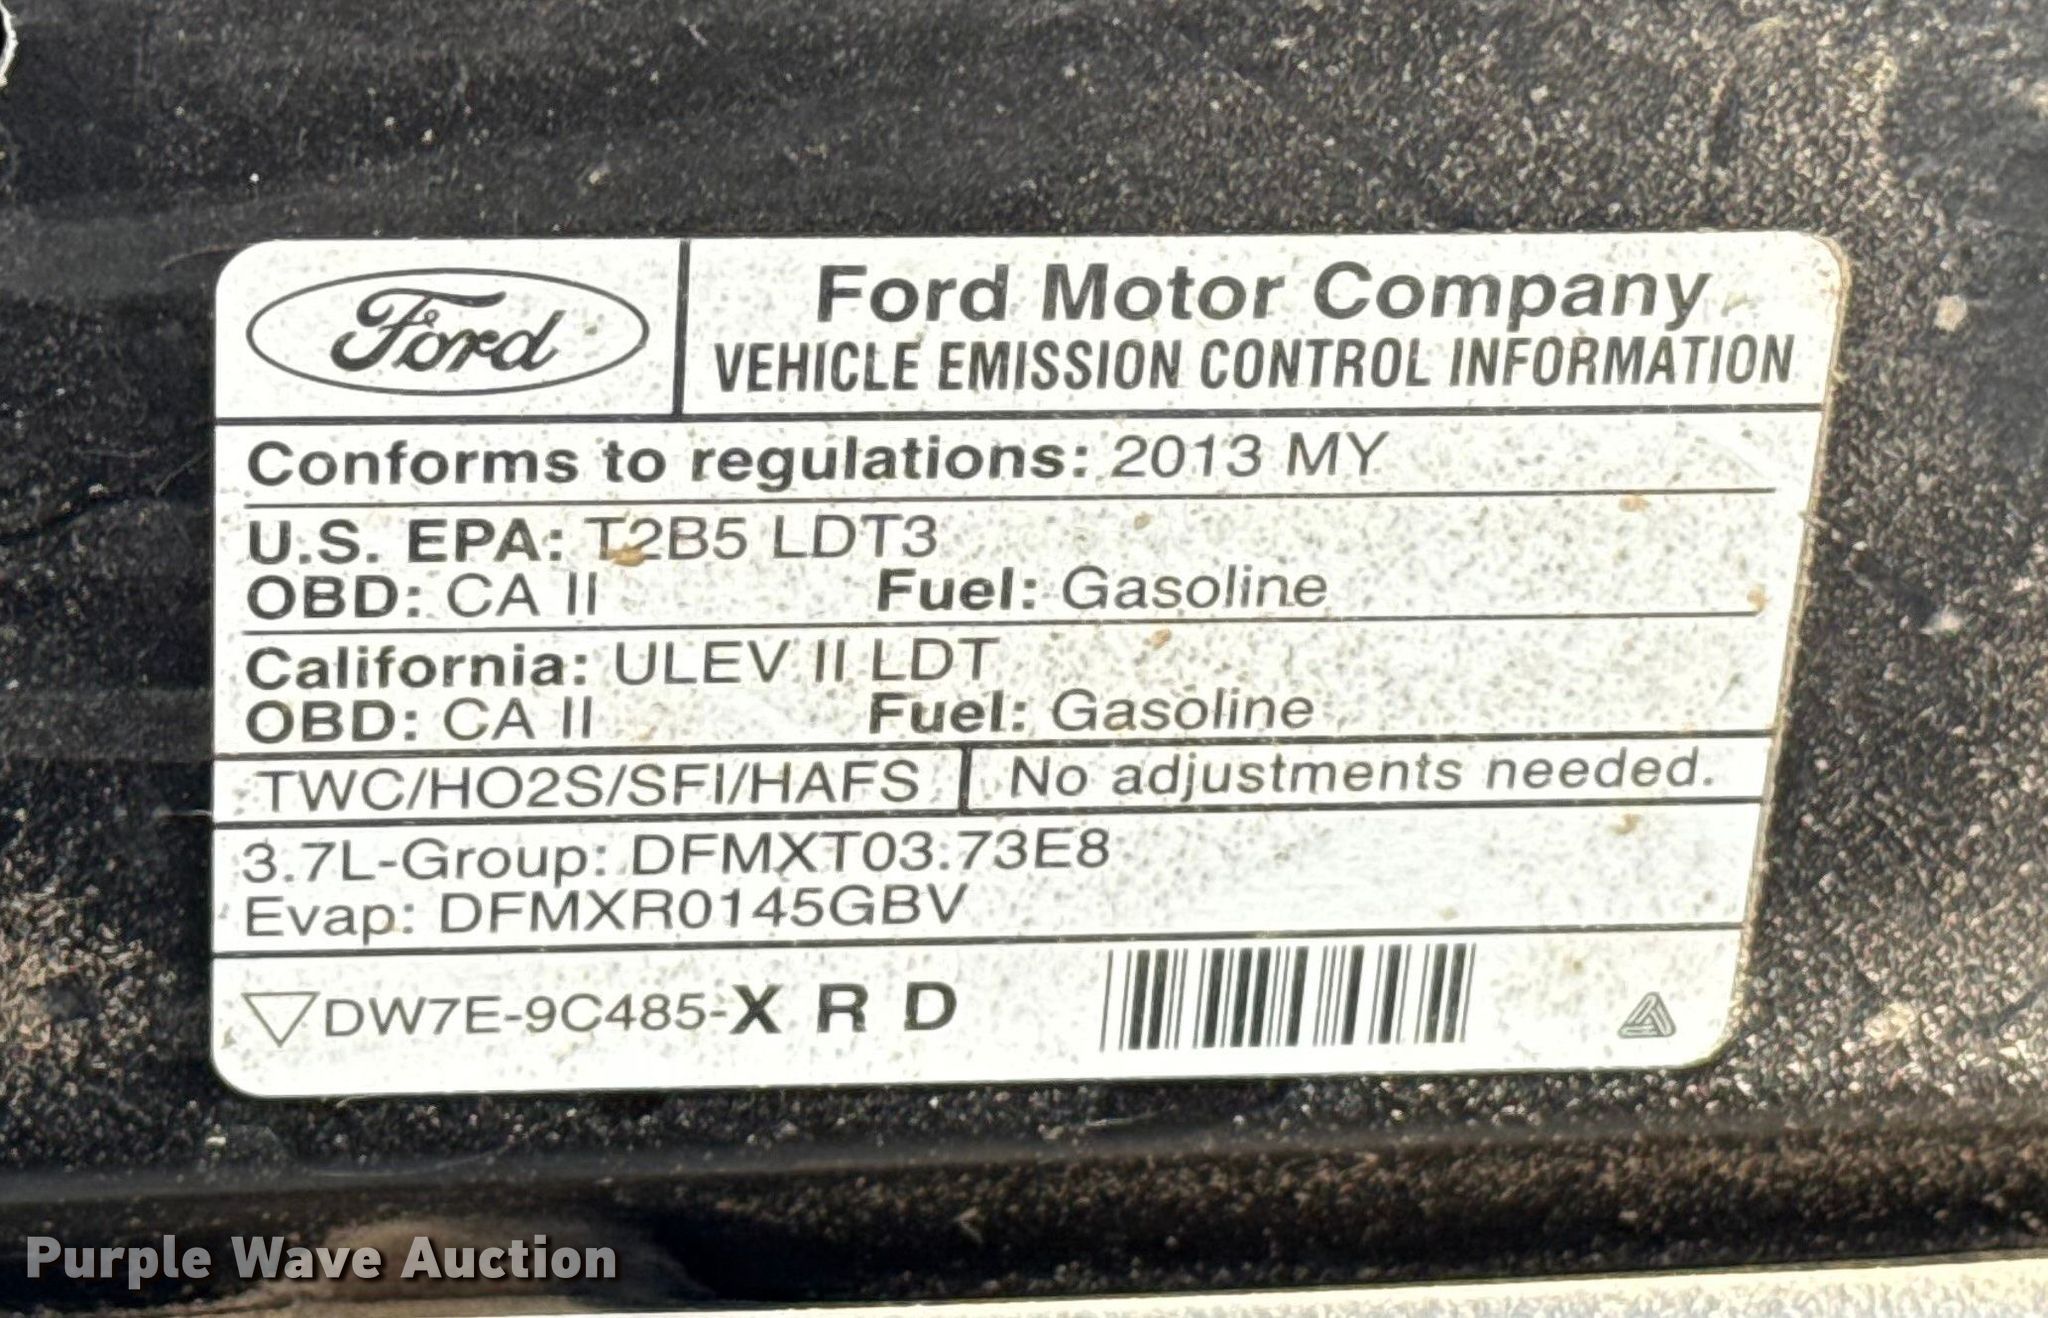 Ford
Ford Motor Company
VEHICLE EMISSION CONTROL INFORMATION
Conforms to regulations: 2013 MY
U.S. EPA: T2B5 LDT3
OBD: CA II Fuel: Gasoline
California: ULEV II LDT
OBD: CA II Fuel: Gasoline
TWC/HO2S/SFI/HAFS No adjustments needed.
3.7L-Group: DFMXT03.73E8
Evap: DFMXR0145GBV
DW7E-9C485-X R D
Purple Wave Auction